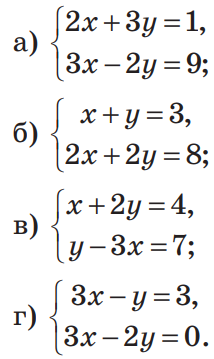 а) {2x + 3y = 1,
3x − 2y = 9;
б) { x + y = 3,
2x + 2y = 8;
в) {x + 2y = 4,
y − 3x = 7;
г) { 3x − y = 3,
3x − 2y = 0.